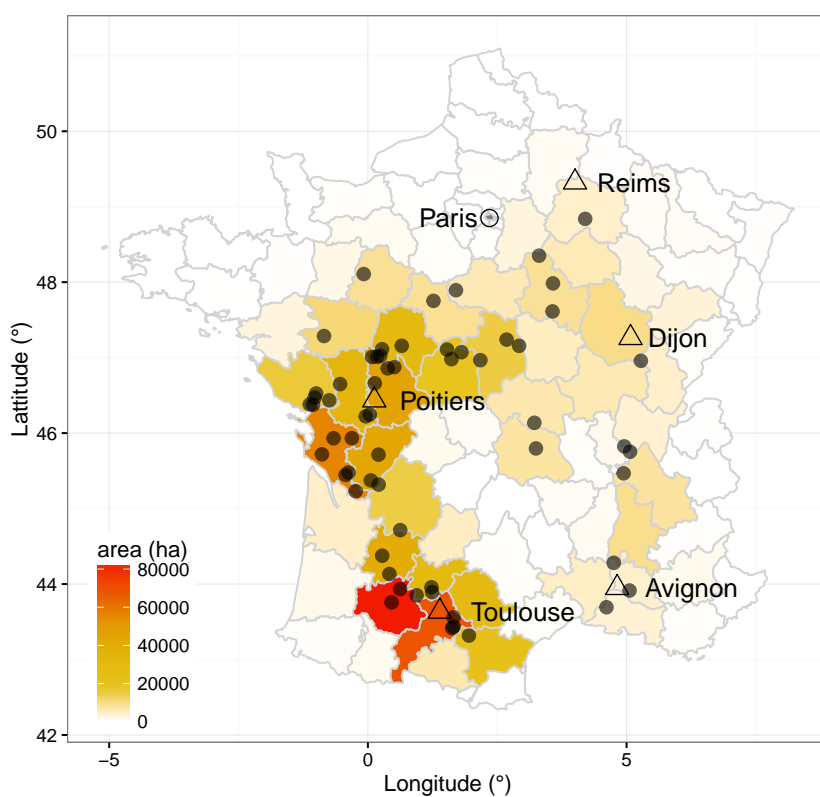 50
Reims
Paris
48
Dijon
Poitiers
46
Lattitude (°)
area (ha)
80000
60000
40000
20000
0
44
Avignon
Toulouse
42
−5
0
5
Longitude (°)